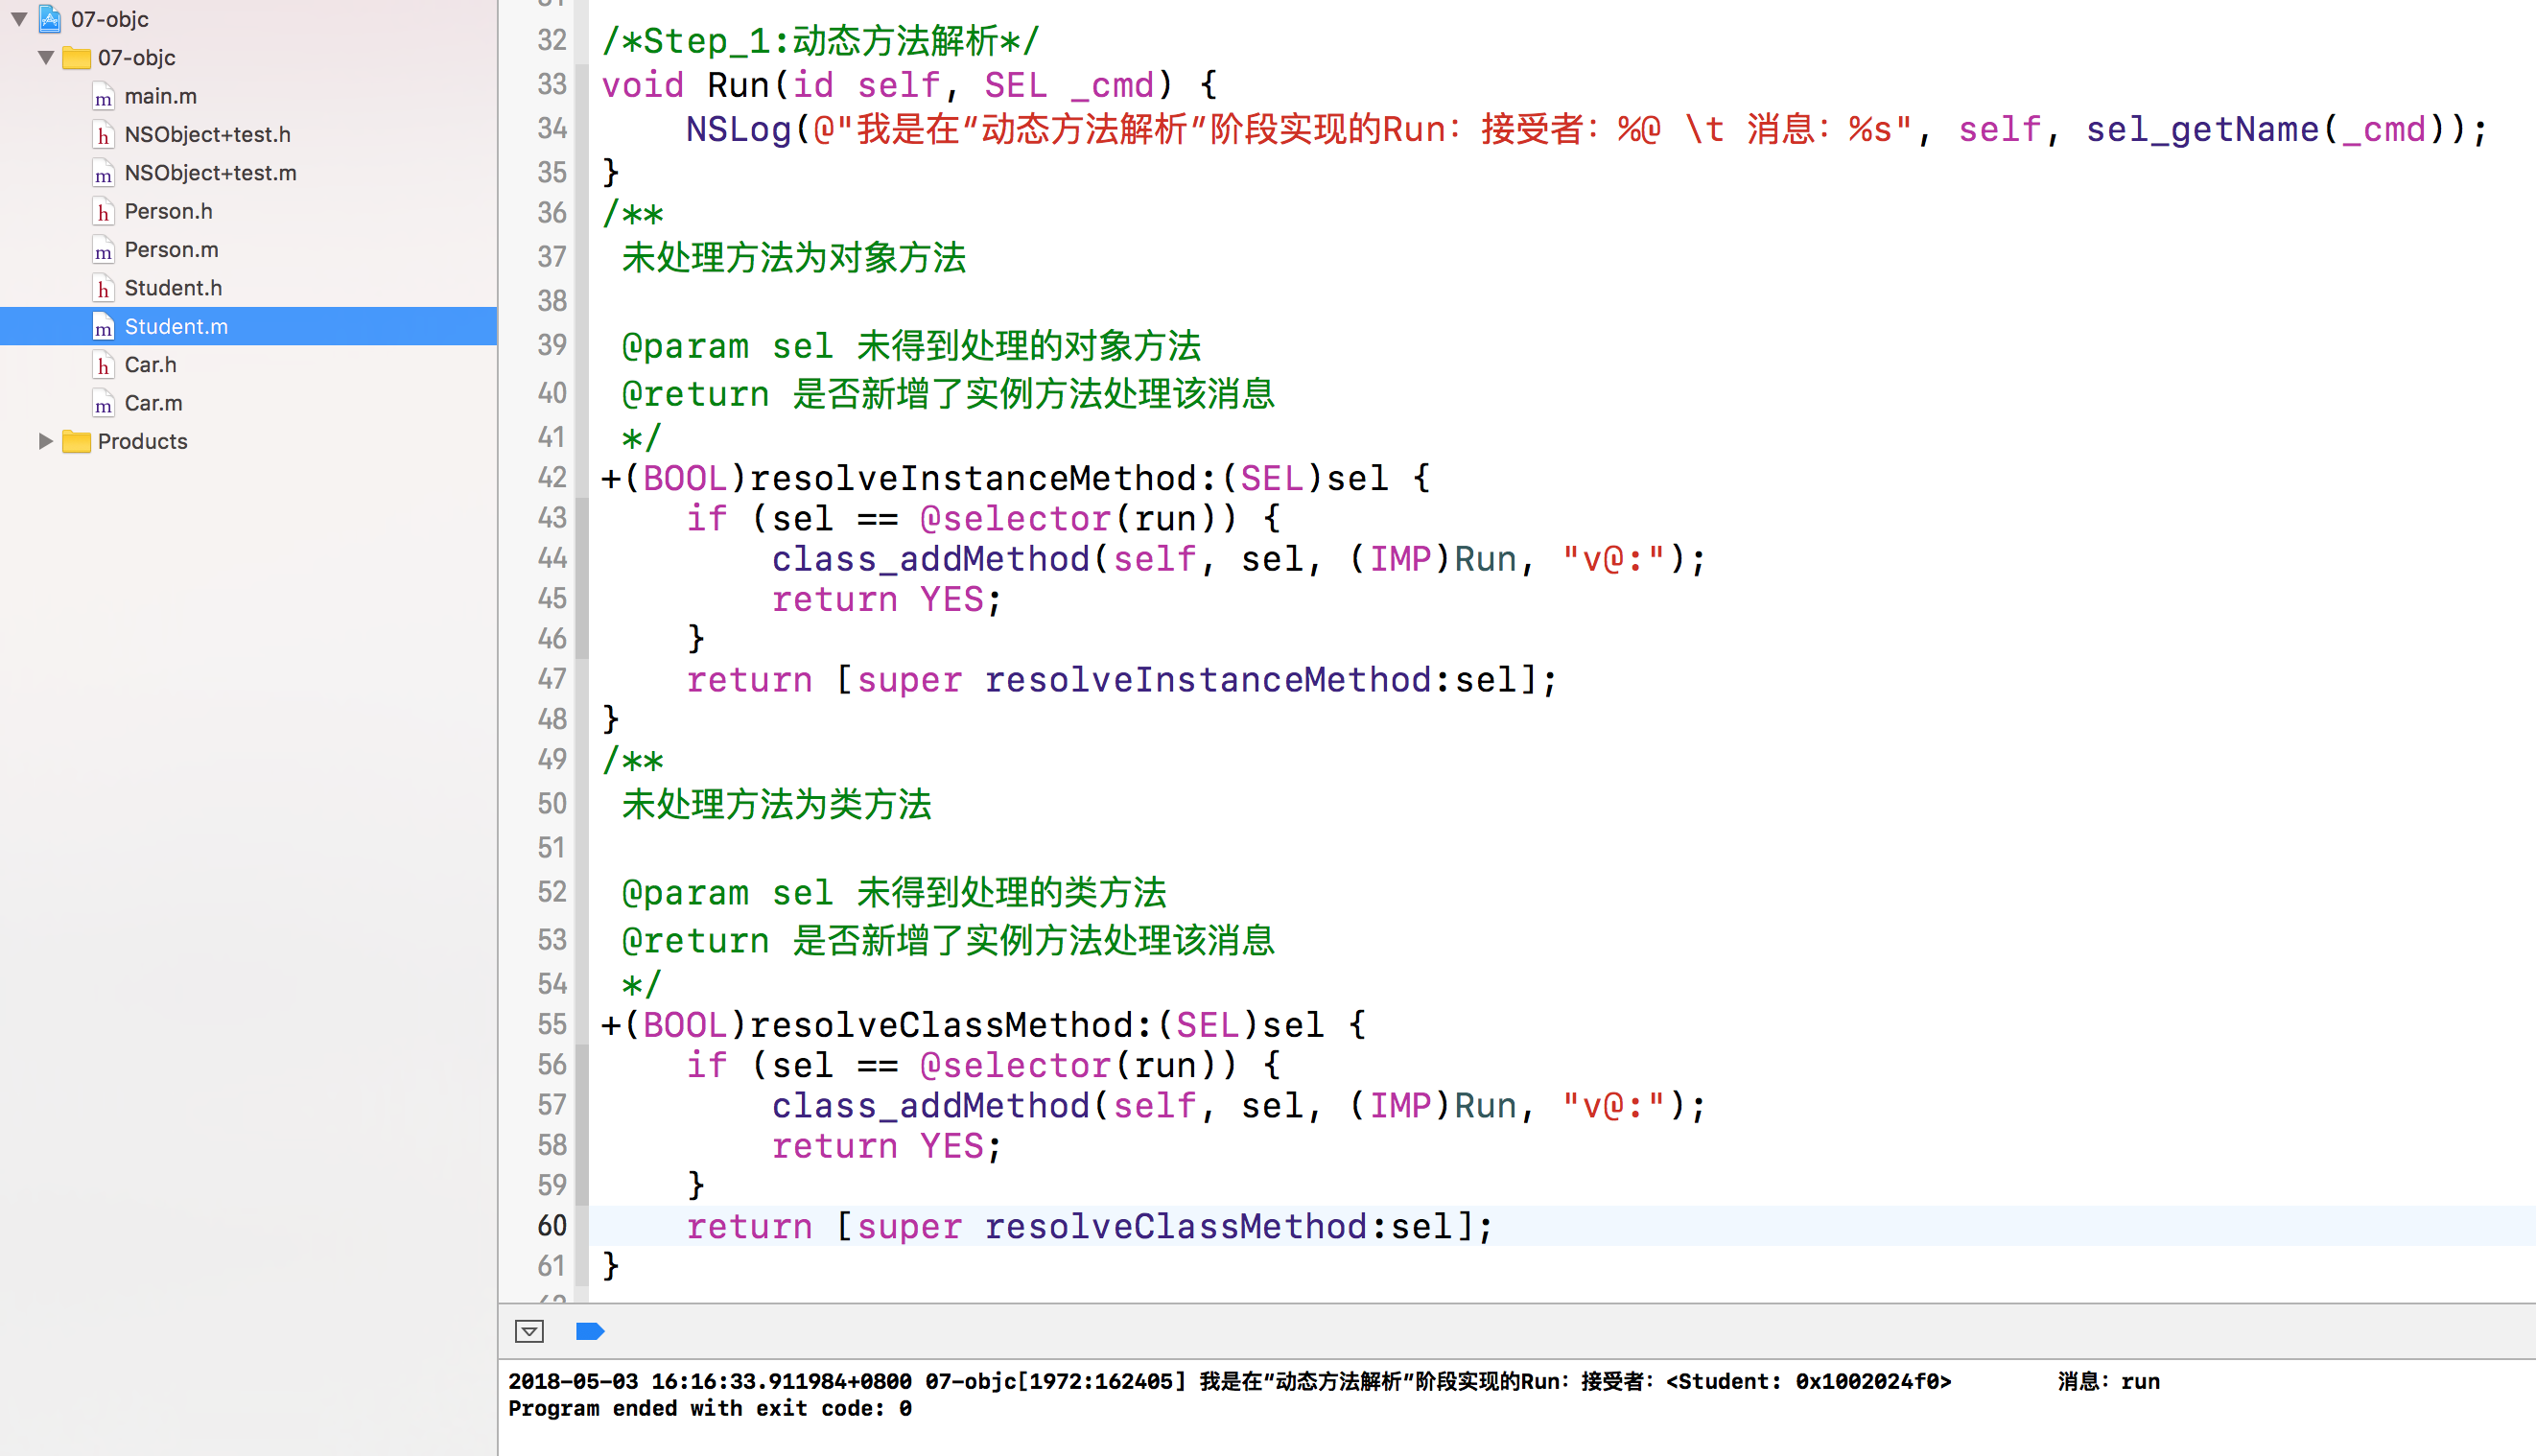 07-objc
07-objc
main.m
NSObject+test.h
NSObject+test.m
Person.h
Person.m
Student.h
Student.m
Car.h
Car.m
Products
32 /*Step_1:动态方法解析*/
33 void Run(id self, SEL _cmd) {
34     NSLog(@"我是在“动态方法解析”阶段实现的Run：接受者：%@ \t 消息：%s", self, sel_getName(_cmd));
35 }
36 /**
37  未处理方法为对象方法
38
39  @param sel 未得到处理的对象方法
40  @return 是否新增了实例方法处理该消息
41  */
42 +(BOOL)resolveInstanceMethod:(SEL)sel {
43     if (sel == @selector(run)) {
44         class_addMethod(self, sel, (IMP)Run, "v@:");
45         return YES;
46     }
47     return [super resolveInstanceMethod:sel];
48 }
49 /**
50  未处理方法为类方法
51
52  @param sel 未得到处理的类方法
53  @return 是否新增了实例方法处理该消息
54  */
55 +(BOOL)resolveClassMethod:(SEL)sel {
56     if (sel == @selector(run)) {
57         class_addMethod(self, sel, (IMP)Run, "v@:");
58         return YES;
59     }
60     return [super resolveClassMethod:sel];
61 }
2018-05-03 16:16:33.911984+0800 07-objc[1972:162405] 我是在“动态方法解析”阶段实现的Run：接受者：<Student: 0x1002024f0> 消息：run
Program ended with exit code: 0